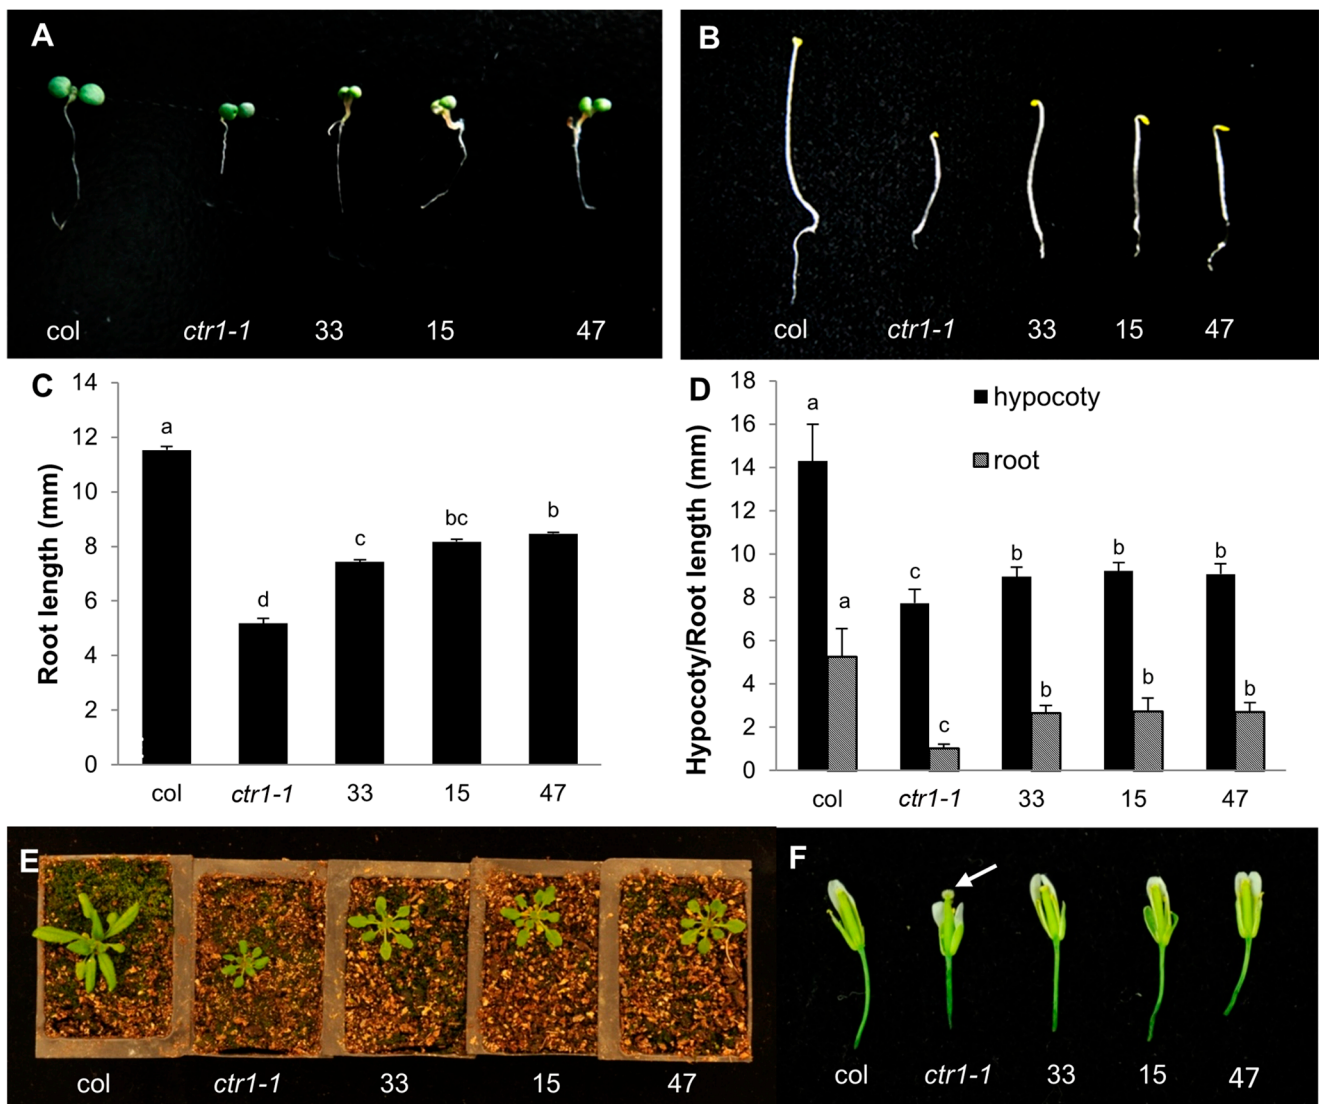 A
col ctr1-1 33 15 47
B
col ctr1-1 33 15 47
C
Root length (mm)
14
12
10
8
6
4
2
0
a
d
c
bc
b
col ctr1-1 33 15 47
D
Hypocoty/Root length (mm)
18
16
14
12
10
8
6
4
2
0
hypocoty
root
a
a
c
c
b
b
b
b
b
b
col ctr1-1 33 15 47
E
col ctr1-1 33 15 47
F
col ctr1-1 33 15 47